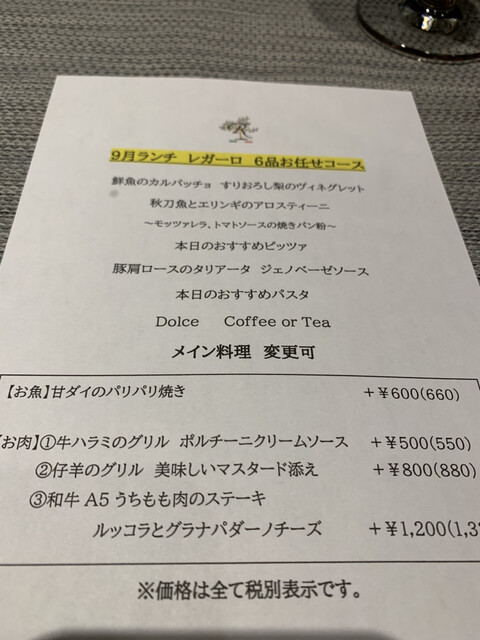 9月ランチ レガーロ 6品お任せコース
鮮魚のカルパッチョ すりおろし梨のヴィネグレット
秋刀魚とエリンギのアロスティーニ
～モッツァレラ、トマトソースの焼きパン粉～
本日のおすすめピッツァ
豚肩ロースのタリアータ ジェノベーゼソース
本日のおすすめパスタ
Dolce Coffee or Tea
メイン料理 変更可
【お魚】甘ダイのパリパリ焼き +￥600(660)
【お肉】①牛ハラミのグリル ポルチーニクリームソース +￥500(550)
②仔羊のグリル 美味しいマスタード添え +￥800(880)
③和牛 A5 うちもも肉のステーキ
ルッコラとグラナパダーノチーズ +￥1,200(1,3
※価格は全て税別表示です。